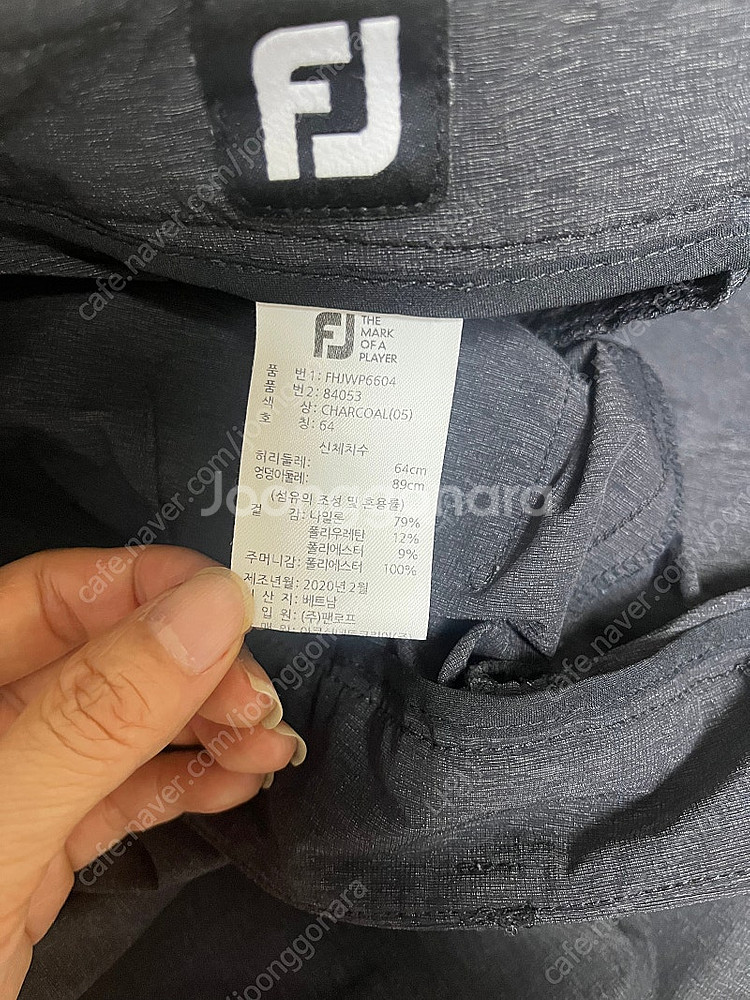 FJ
FJ THE
MARK
OF A
PLAYER
품 번1: FHJWP6604
품 번2: 84053
색 상: CHARCOAL(05)
호 칭: 64
신체치수
허리둘레: 64cm
엉덩아둘레: 89cm
(섬유의 조성 및 혼용률)
겉 감: 나일론 79%
폴리우레탄 12%
폴리에스터 9%
주머니감: 폴리에스터 100%
제조년월: 2020년 2월
산 지: 베트남
입 원: (주)팬로프
Joonggonara
cafe.naver.com/joonggonara